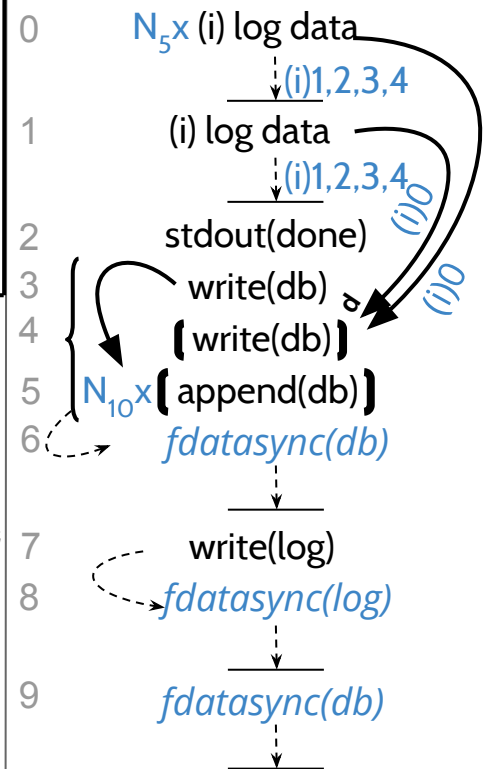 0 N₅x (i) log data
(i)1,2,3,4
1 (i) log data
(i)1,2,3,4
(i)0
(i)0
2 stdout(done)
3 write(db)
d
4 [write(db)]
5 N₁₀x[append(db)]
6 fdatasync(db)
7 write(log)
8 fdatasync(log)
9 fdatasync(db)